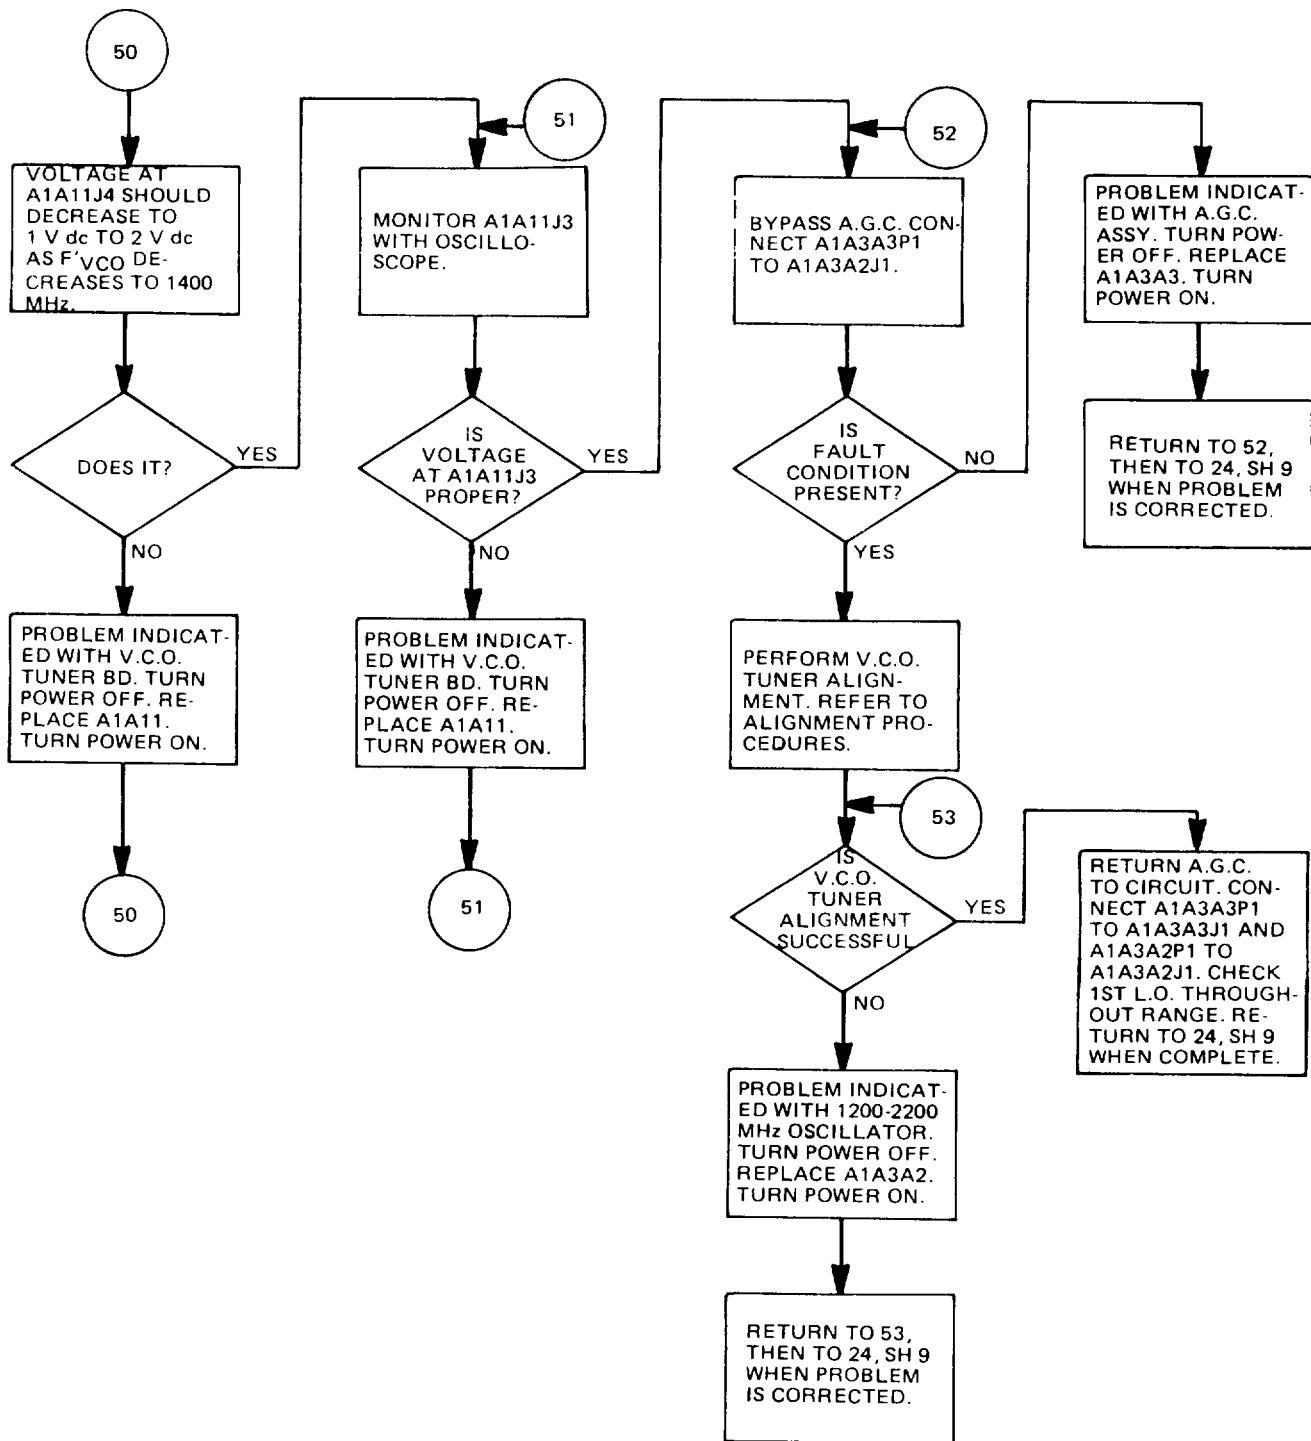 50
VOLTAGE AT
A1A11J4 SHOULD
DECREASE TO
1 V dc TO 2 V dc
AS F'VCO DE-
CREASES TO 1400
MHz.
DOES IT?
YES
NO
PROBLEM INDICAT-
ED WITH V.C.O.
TUNER BD. TURN
POWER OFF. RE-
PLACE A1A11.
TURN POWER ON.
50
51
MONITOR A1A11J3
WITH OSCILLO-
SCOPE.
IS
VOLTAGE
AT A1A11J3
PROPER?
YES
NO
PROBLEM INDICAT-
ED WITH V.C.O.
TUNER BD. TURN
POWER OFF. RE-
PLACE A1A11.
TURN POWER ON.
51
52
BYPASS A.G.C. CON-
NECT A1A3A3P1
TO A1A3A2J1.
IS
FAULT
CONDITION
PRESENT?
NO
YES
PROBLEM INDICAT-
ED WITH A.G.C.
ASSY. TURN POW-
ER OFF. REPLACE
A1A3A3. TURN
POWER ON.
RETURN TO 52,
THEN TO 24, SH 9
WHEN PROBLEM
IS CORRECTED.
PERFORM V.C.O.
TUNER ALIGN-
MENT. REFER TO
ALIGNMENT PRO-
CEDURES.
53
IS
V.C.O.
TUNER
ALIGNMENT
SUCCESSFUL
YES
NO
RETURN A.G.C.
TO CIRCUIT. CON-
NECT A1A3A3P1
TO A1A3A3J1 AND
A1A3A2P1 TO
A1A3A2J1. CHECK
1ST L.O. THROUGH-
OUT RANGE. RE-
TURN TO 24, SH 9
WHEN COMPLETE.
PROBLEM INDICAT-
ED WITH 1200-2200
MHz OSCILLATOR.
TURN POWER OFF.
REPLACE A1A3A2.
TURN POWER ON.
RETURN TO 53,
THEN TO 24, SH 9
WHEN PROBLEM
IS CORRECTED.